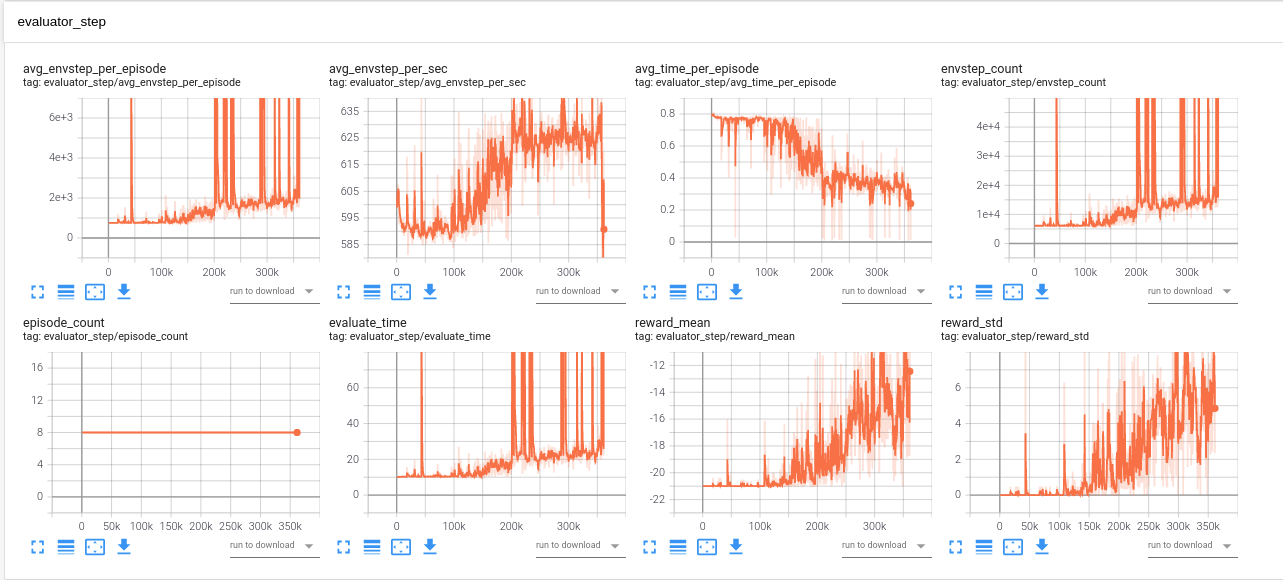 evaluator_step
avg_envstep_per_episode
tag: evaluator_step/avg_envstep_per_episode
6e+3
4e+3
2e+3
0
0 100k 200k 300k
run to download
avg_envstep_per_sec
tag: evaluator_step/avg_envstep_per_sec
635
625
615
605
595
585
0 100k 200k 300k
run to download
avg_time_per_episode
tag: evaluator_step/avg_time_per_episode
0.8
0.6
0.4
0.2
0
0 100k 200k 300k
run to download
envstep_count
tag: evaluator_step/envstep_count
4e+4
3e+4
2e+4
1e+4
0
0 100k 200k 300k
run to download
episode_count
tag: evaluator_step/episode_count
16
12
8
4
0
0 50k 100k 150k 200k 250k 300k 350k
run to download
evaluate_time
tag: evaluator_step/evaluate_time
60
40
20
0
0 100k 200k 300k
run to download
reward_mean
tag: evaluator_step/reward_mean
-12
-14
-16
-18
-20
-22
0 100k 200k 300k
run to download
reward_std
tag: evaluator_step/reward_std
6
4
2
0
0 50k 100k 150k 200k 250k 300k 350k
run to download